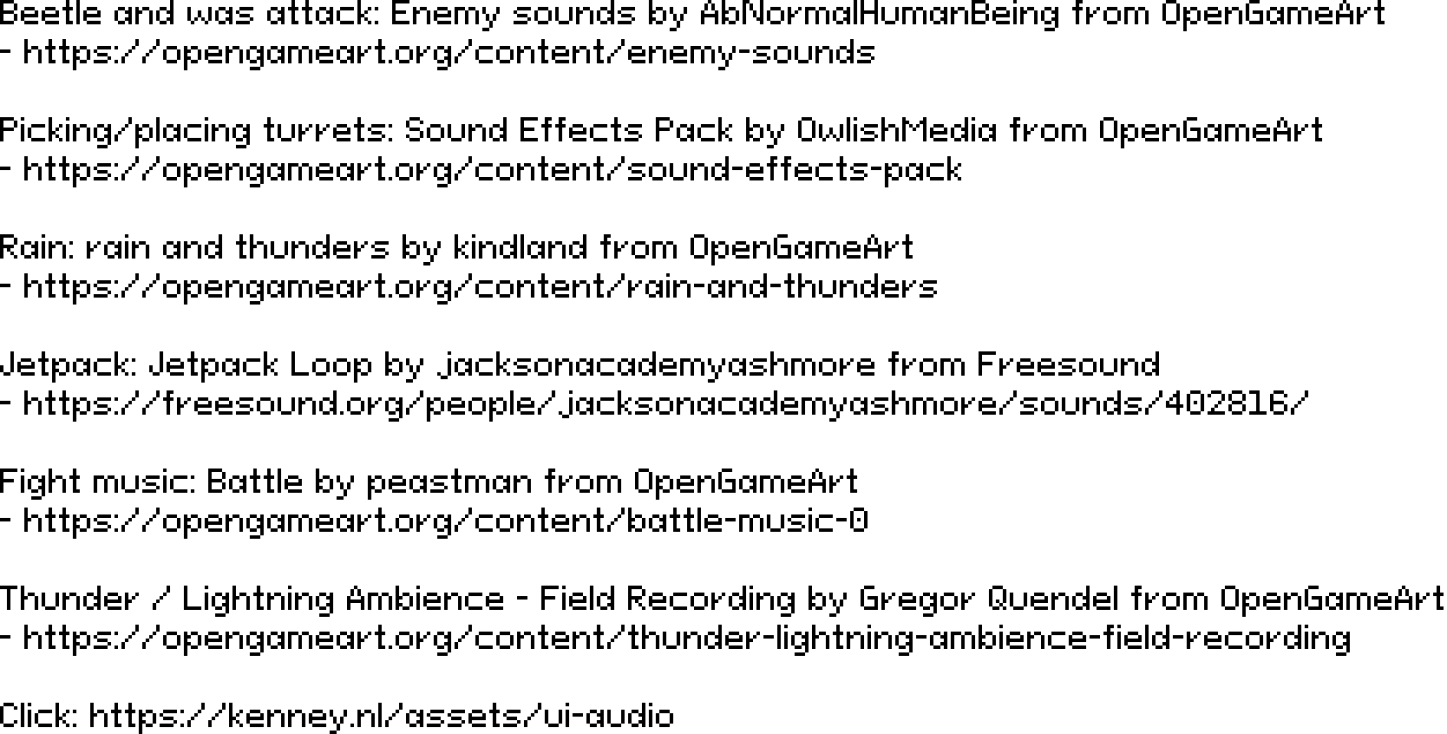 Beetle and was attack: Enemy sounds by AbNormalHumanBeing from OpenGameArt
- https://opengameart.org/content/enemy-sounds
Picking/placing turrets: Sound Effects Pack by OwlishMedia from OpenGameArt
- https://opengameart.org/content/sound-effects-pack
Rain: rain and thunders by kindland from OpenGameArt
- https://opengameart.org/content/rain-and-thunders
Jetpack: Jetpack Loop by jacksonacademyashmore from Freesound
- https://freesound.org/people/jacksonacademyashmore/sounds/402816/
Fight music: Battle by peastman from OpenGameArt
- https://opengameart.org/content/battle-music-0
Thunder / Lightning Ambience - Field Recording by Gregor Quendel from OpenGameArt
- https://opengameart.org/content/thunder-lightning-ambience-field-recording
Click: https://kenney.nl/assets/ui-audio